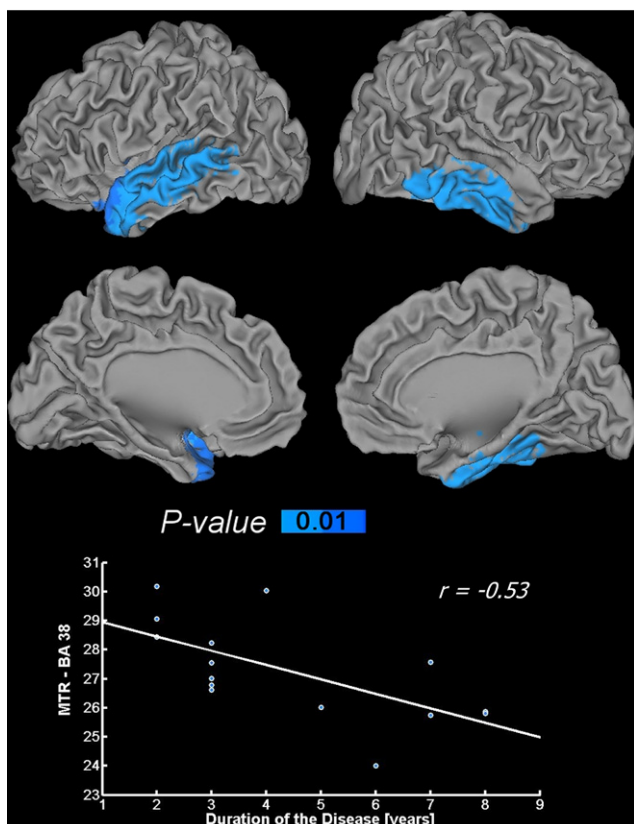 P-value 0.01
r = -0.53
MTR - BA 38
31
30
29
28
27
26
25
24
23
1 2 3 4 5 6 7 8 9
Duration of the Disease [years]